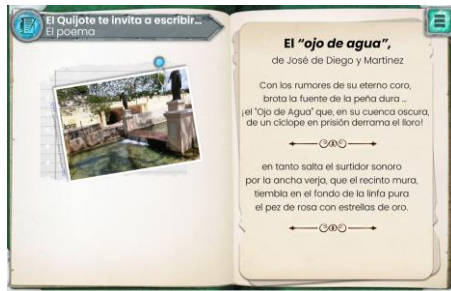 El Quijote te invita a escribir...
El poema
El “ojo de agua”,
de José de Diego y Martínez
Con los rumores de su eterno coro,
brota la fuente de la peña dura ...
¡el "Ojo de Agua" que, en su cuenca oscura,
de un cíclope en prisión derrama el lloro!
en tanto salta el surtidor sonoro
por la ancha verja, que el recinto mura,
tiembla en el fondo de la linfa pura
el pez de rosa con estrellas de oro.